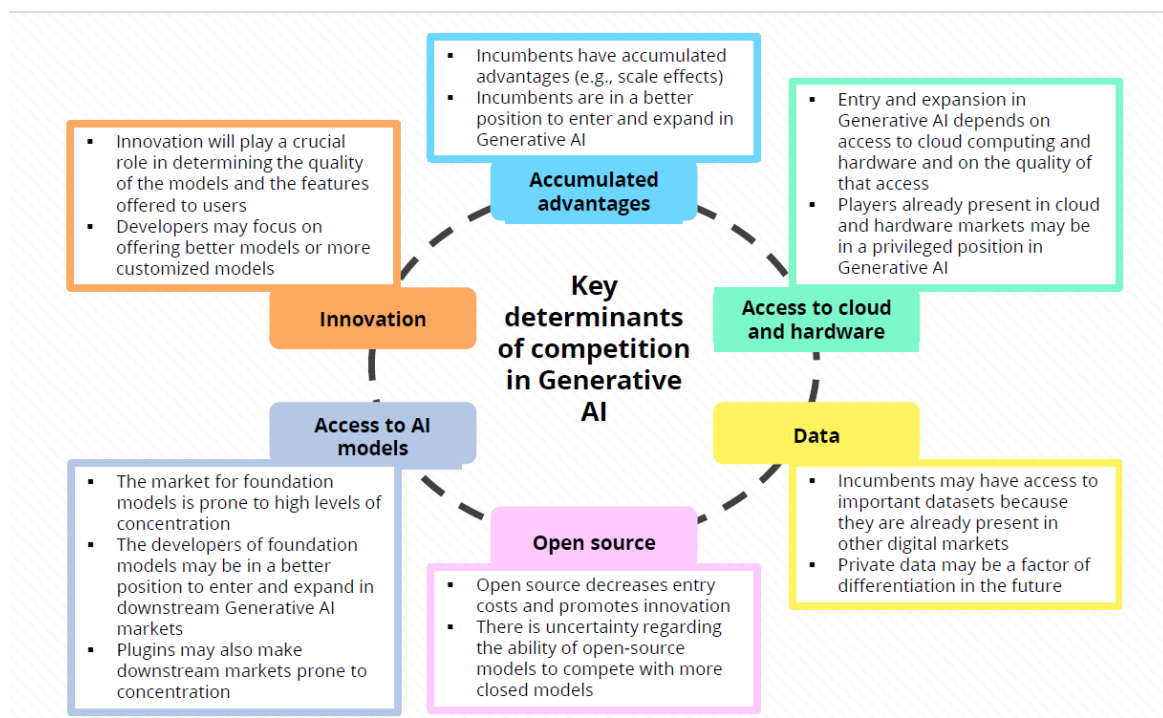 Key
determinants
of competition
in Generative
AI
▪ Incumbents have accumulated
advantages (e.g., scale effects)
▪ Incumbents are in a better
position to enter and expand in
Generative AI
Accumulated
advantages
▪ Entry and expansion in
Generative AI depends on
access to cloud computing and
hardware and on the quality of
that access
▪ Players already present in cloud
and hardware markets may be
in a privileged position in
Generative AI
Access to cloud
and hardware
Data
▪ Incumbents may have access to
important datasets because
they are already present in
other digital markets
▪ Private data may be a factor of
differentiation in the future
Open source
▪ Open source decreases entry
costs and promotes innovation
▪ There is uncertainty regarding
the ability of open-source
models to compete with more
closed models
Access to AI
models
▪ The market for foundation
models is prone to high levels of
concentration
▪ The developers of foundation
models may be in a better
position to enter and expand in
downstream Generative AI
markets
▪ Plugins may also make
downstream markets prone to
concentration
▪ Innovation will play a crucial
role in determining the quality
of the models and the features
offered to users
▪ Developers may focus on
offering better models or more
customized models
Innovation